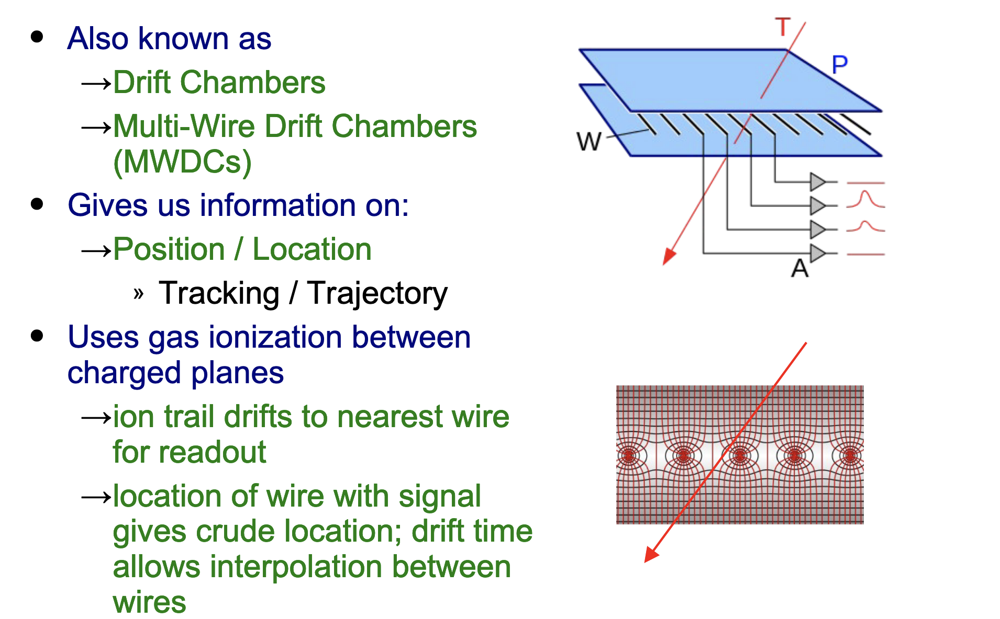 • Also known as
→Drift Chambers
→Multi-Wire Drift Chambers
(MWDCs)
• Gives us information on:
→Position / Location
» Tracking / Trajectory
• Uses gas ionization between
charged planes
→ion trail drifts to nearest wire
for readout
→location of wire with signal
gives crude location; drift time
allows interpolation between
wires
T
P
W
A